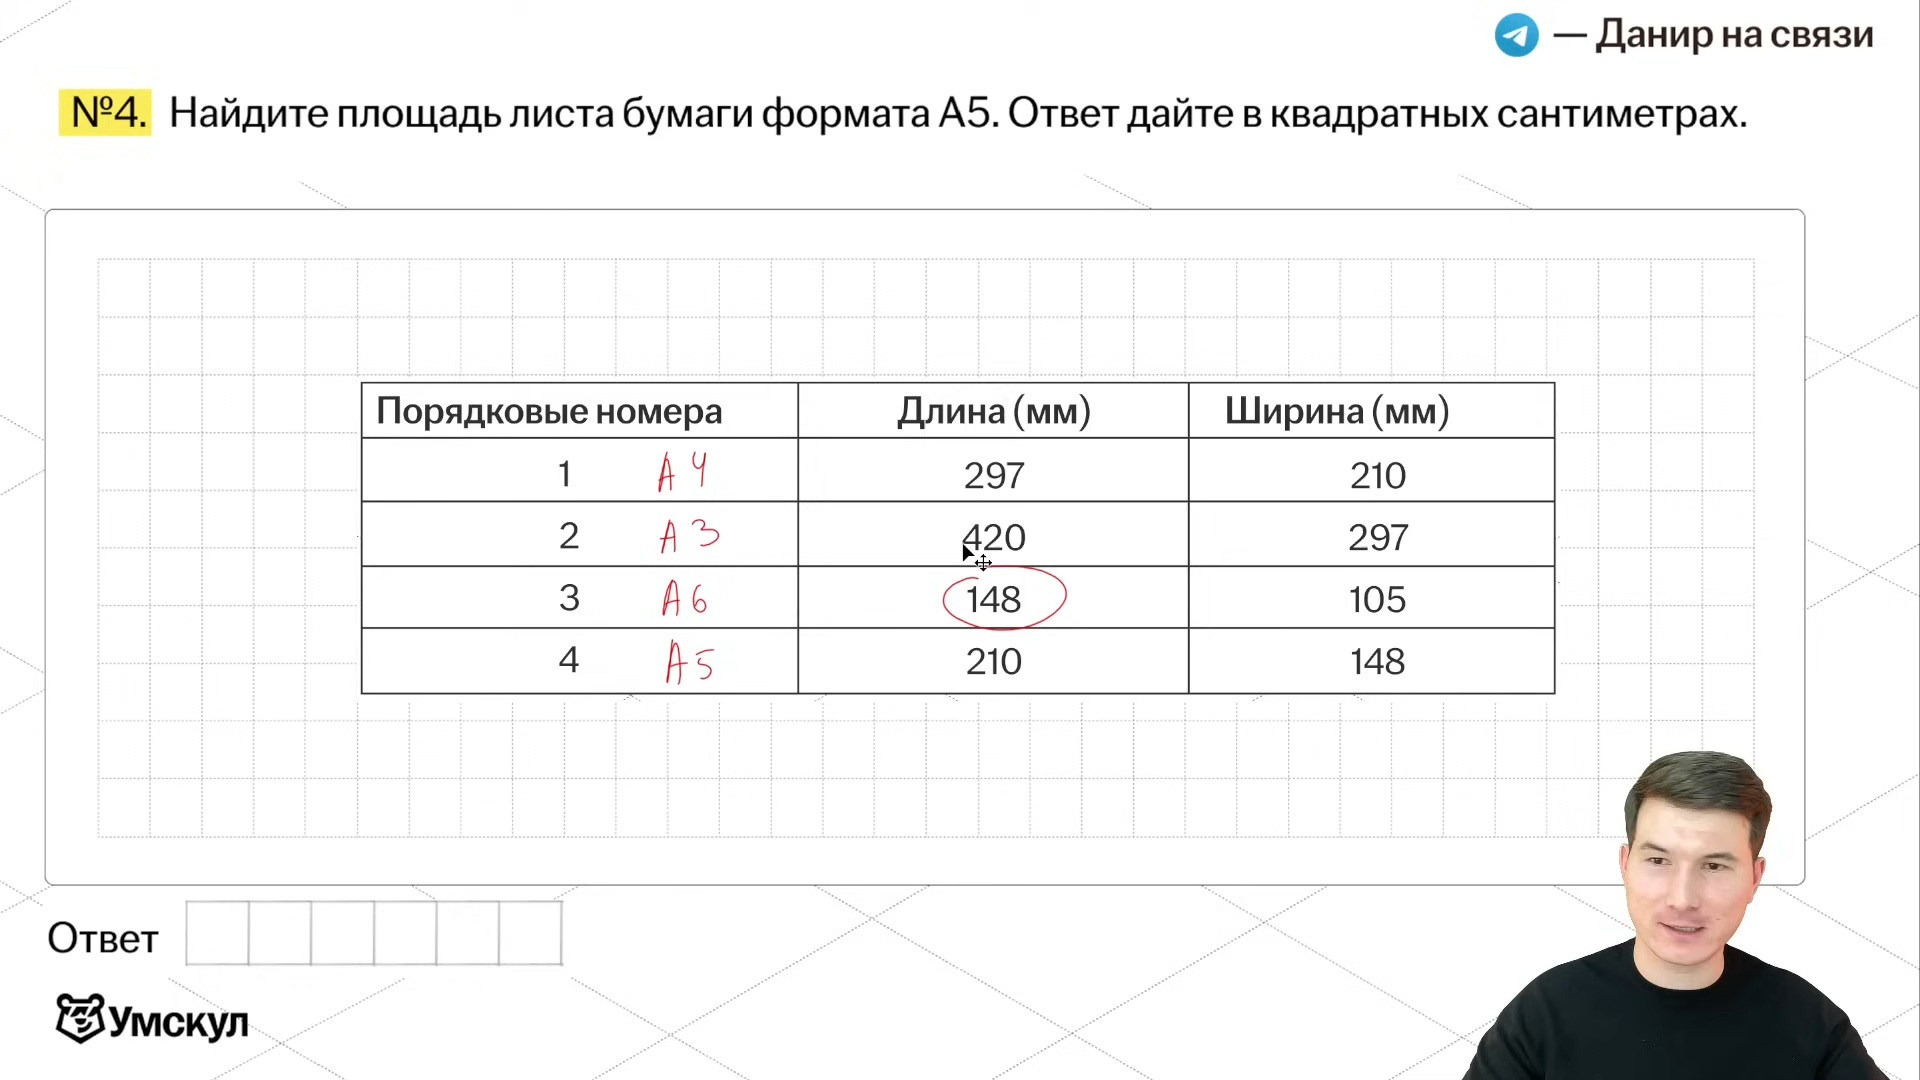 — Данир на связи
№4. Найдите площадь листа бумаги формата А5. Ответ дайте в квадратных сантиметрах.
Порядковые номера Длина (мм) Ширина (мм)
1 А4 297 210
2 А3 420 297
3 А6 148 105
4 А5 210 148
Ответ
Умскул